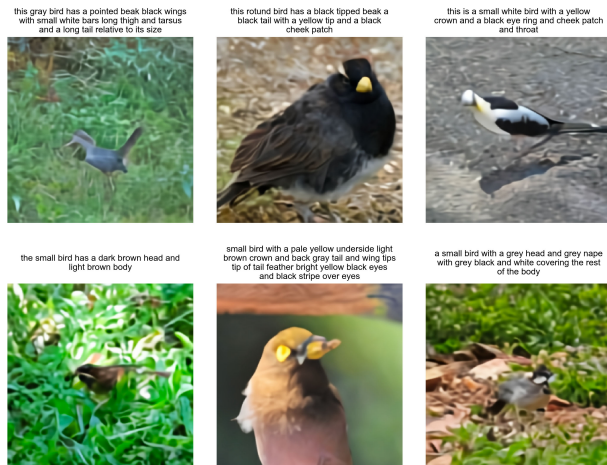 this gray bird has a pointed beak black wings
with small white bars long thigh and tarsus
and a long tail relative to its size
this rotund bird has a black tipped beak a
black tail with a yellow tip and a black
cheek patch
this is a small white bird with a yellow
crown and a black eye ring and cheek patch
and throat
the small bird has a dark brown head and
light brown body
small bird with a pale yellow underside light
brown crown and back gray tail and wing tips
tip of tail feather bright yellow black eyes
and black stripe over eyes
a small bird with a grey head and grey nape
with grey black and white covering the rest
of the body